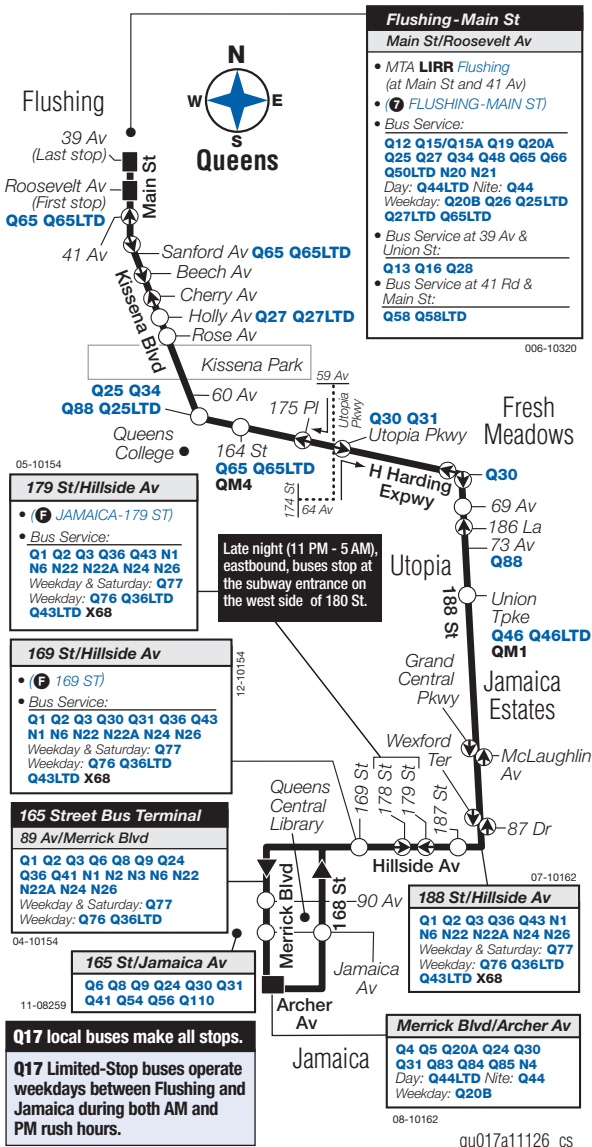 Flushing-Main St
Main St/Roosevelt Av
• MTA LIRR Flushing
(at Main St and 41 Av)
• (7 FLUSHING-MAIN ST)
• Bus Service:
Q12 Q15/Q15A Q19 Q20A
Q25 Q27 Q34 Q48 Q65 Q66
Q50LTD N20 N21
Day: Q44LTD Nite: Q44
Weekday: Q20B Q26 Q25LTD
Q27LTD Q65LTD
• Bus Service at 39 Av &
Union St:
Q13 Q16 Q28
• Bus Service at 41 Rd &
Main St:
Q58 Q58LTD
006-10320
N
W E
S
Queens
Flushing
39 Av
(Last stop)
Roosevelt Av
(First stop)
Q65 Q65LTD
Main St
41 Av
Sanford Av Q65 Q65LTD
Beech Av
Cherry Av
Holly Av Q27 Q27LTD
Rose Av
Kissena Blvd
Kissena Park
60 Av
Q25 Q34
Q88 Q25LTD
Queens
College
164 St
Q65 Q65LTD
QM4
175 Pl
59 Av
Utopia
Pkwy
174 St
64 Av
Q30 Q31
Utopia Pkwy
H Harding
Expwy
Fresh
Meadows
Q30
69 Av
186 La
73 Av
Q88
Utopia
188 St
Union
Tpke
Q46 Q46LTD
QM1
Grand
Central
Pkwy
Jamaica
Estates
Wexford
Ter
McLaughlin
Av
87 Dr
05-10154
179 St/Hillside Av
• (F JAMAICA-179 ST)
• Bus Service:
Q1 Q2 Q3 Q36 Q43 N1
N6 N22 N22A N24 N26
Weekday & Saturday: Q77
Weekday: Q76 Q36LTD
Q43LTD X68
Late night (11 PM - 5 AM),
eastbound, buses stop at
the subway entrance on
the west side of 180 St.
12-10154
169 St/Hillside Av
• (F 169 ST)
• Bus Service:
Q1 Q2 Q3 Q30 Q31 Q36 Q43
N1 N6 N22 N22A N24 N26
Weekday & Saturday: Q77
Weekday: Q76 Q36LTD
Q43LTD X68
169 St
178 St
179 St
187 St
Hillside Av
Queens
Central
Library
Merrick Blvd
168 St
90 Av
Jamaica
Av
Archer
Av
Jamaica
165 Street Bus Terminal
89 Av/Merrick Blvd
Q1 Q2 Q3 Q6 Q8 Q9 Q24
Q36 Q41 N1 N2 N3 N6 N22
N22A N24 N26
Weekday & Saturday: Q77
Weekday: Q76 Q36LTD
04-10154
165 St/Jamaica Av
Q6 Q8 Q9 Q24 Q30 Q31
Q41 Q54 Q56 Q110
11-08259
07-10162
188 St/Hillside Av
Q1 Q2 Q3 Q36 Q43 N1
N6 N22 N22A N24 N26
Weekday & Saturday: Q77
Weekday: Q76 Q36LTD
Q43LTD X68
Merrick Blvd/Archer Av
Q4 Q5 Q20A Q24 Q30
Q31 Q83 Q84 Q85 N4
Day: Q44LTD Nite: Q44
Weekday: Q20B
08-10162
Q17 local buses make all stops.
Q17 Limited-Stop buses operate
weekdays between Flushing and
Jamaica during both AM and
PM rush hours.
qu017a11126_cs